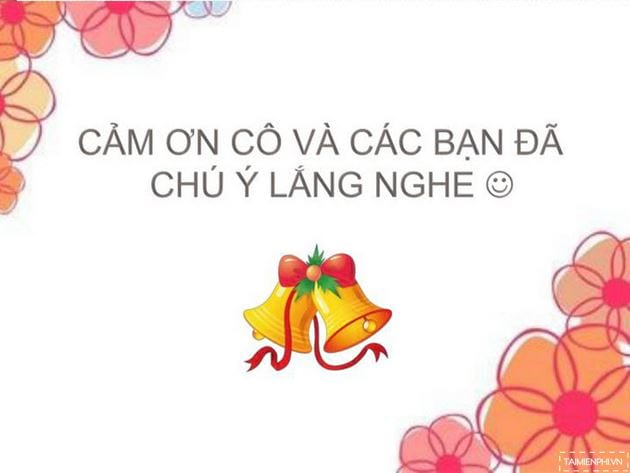 CẢM ƠN CÔ VÀ CÁC BẠN ĐÃ
CHÚ Ý LẮNG NGHE ☺
TAIMIENPHI.VN